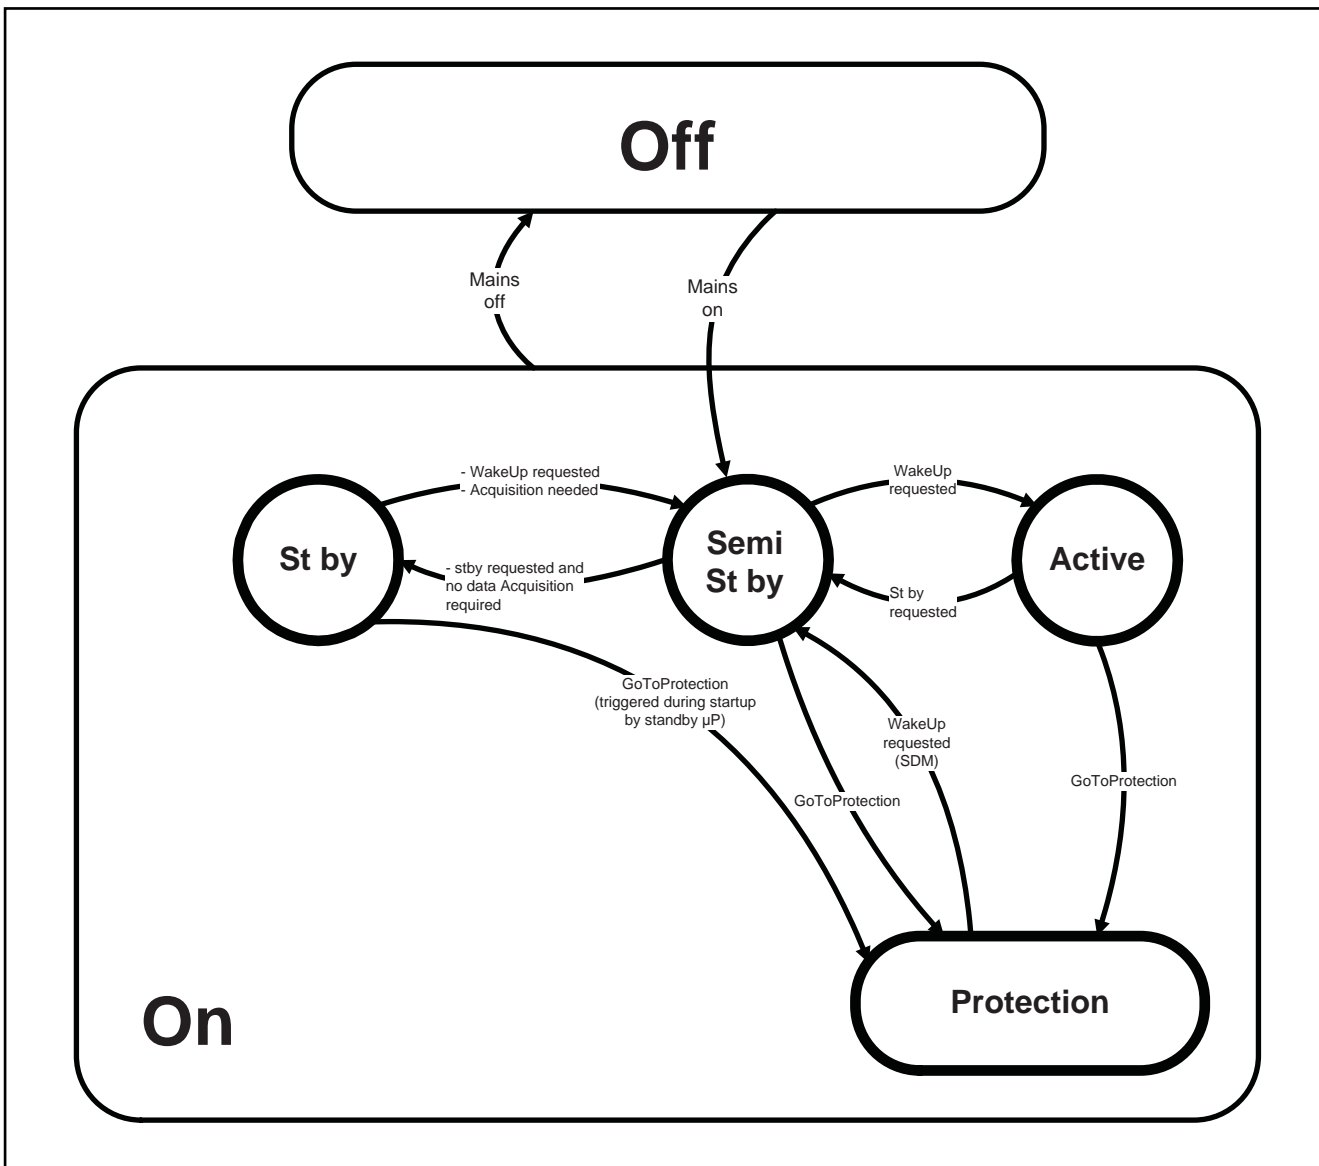 Off
Mains
off
Mains
on
- WakeUp requested
- Acquisition needed
WakeUp
requested
St by
Semi
St by
Active
- stby requested and
no data Acquisition
required
St by
requested
GoToProtection
(triggered during startup
by standby µP)
WakeUp
requested
(SDM)
GoToProtection
GoToProtection
Protection
On